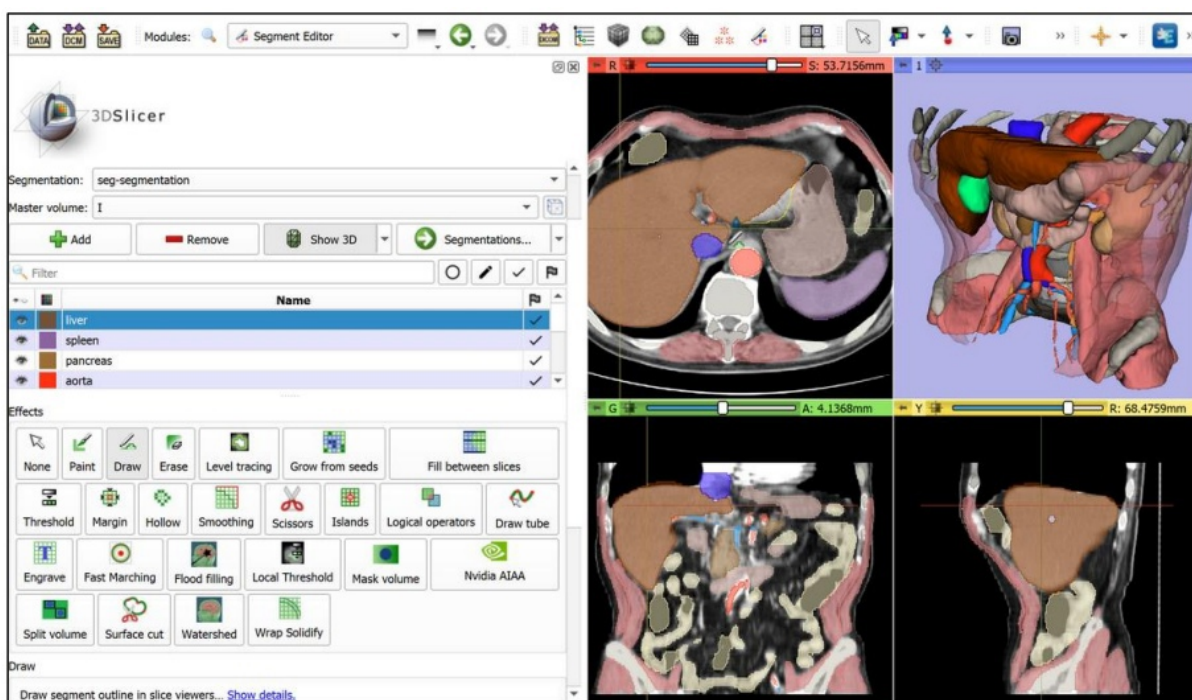 DATA DCM SAVE Modules: Segment Editor DCOM »
R S: 53.7156mm 1
3DSlicer
Segmentation: seg-segmentation
Master volume: I
Add Remove Show 3D Segmentations...
Filter
Name
liver
spleen
pancreas
aorta
G A: 4.1368mm Y R: 68.4759mm
Effects
None Paint Draw Erase Level tracing Grow from seeds Fill between slices
Threshold Margin Hollow Smoothing Scissors Islands Logical operators Draw tube
Engrave Fast Marching Flood filling Local Threshold Mask volume Nvidia AIAA
Split volume Surface cut Watershed Wrap Solidify
Draw
Draw segment outline in slice viewers... Show details.